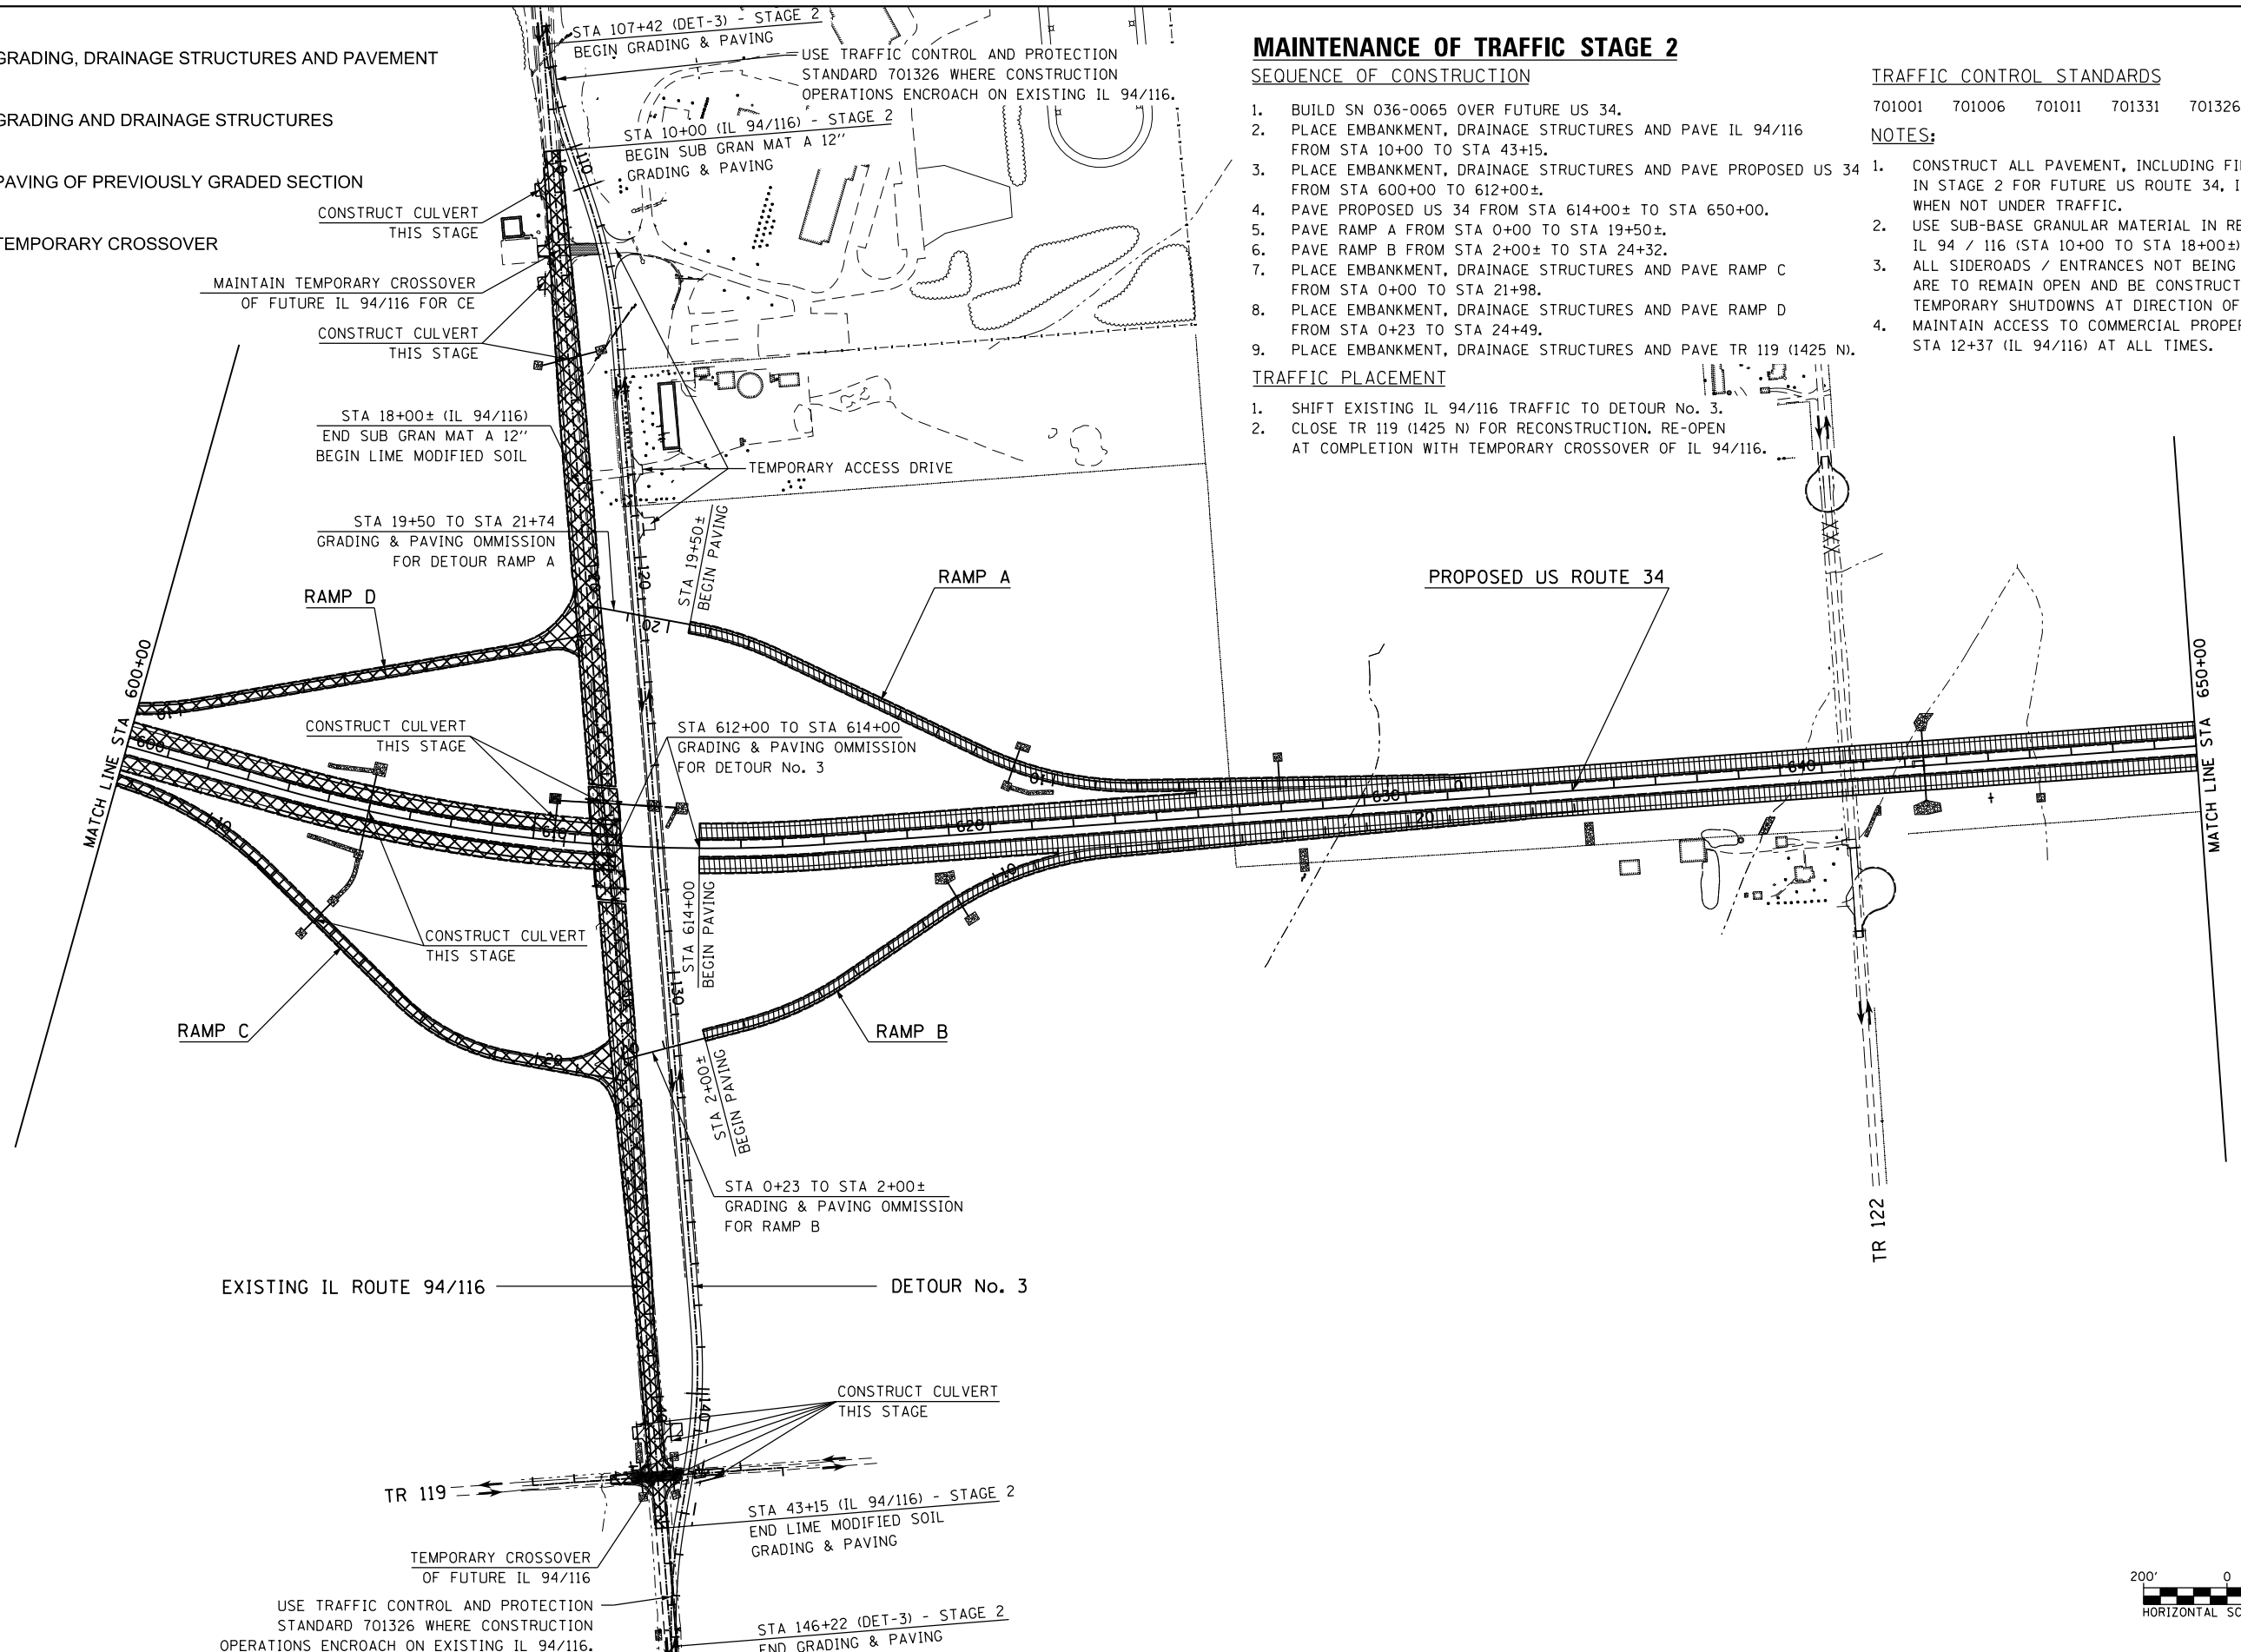 GRADING, DRAINAGE STRUCTURES AND PAVEMENT
GRADING AND DRAINAGE STRUCTURES
PAVING OF PREVIOUSLY GRADED SECTION
TEMPORARY CROSSOVER
STA 107+42 (DET-3) - STAGE 2
BEGIN GRADING & PAVING
USE TRAFFIC CONTROL AND PROTECTION
STANDARD 701326 WHERE CONSTRUCTION
OPERATIONS ENCROACH ON EXISTING IL 94/116.
STA 10+00 (IL 94/116) - STAGE 2
BEGIN SUB GRAN MAT A 12''
GRADING & PAVING
MAINTENANCE OF TRAFFIC STAGE 2
SEQUENCE OF CONSTRUCTION
1. BUILD SN 036-0065 OVER FUTURE US 34.
2. PLACE EMBANKMENT, DRAINAGE STRUCTURES AND PAVE IL 94/116
FROM STA 10+00 TO STA 43+15.
3. PLACE EMBANKMENT, DRAINAGE STRUCTURES AND PAVE PROPOSED US 34
FROM STA 600+00 TO 612+00±.
4. PAVE PROPOSED US 34 FROM STA 614+00± TO STA 650+00.
5. PAVE RAMP A FROM STA 0+00 TO STA 19+50±.
6. PAVE RAMP B FROM STA 2+00± TO STA 24+32.
7. PLACE EMBANKMENT, DRAINAGE STRUCTURES AND PAVE RAMP C
FROM STA 0+00 TO STA 21+98.
8. PLACE EMBANKMENT, DRAINAGE STRUCTURES AND PAVE RAMP D
FROM STA 0+23 TO STA 24+49.
9. PLACE EMBANKMENT, DRAINAGE STRUCTURES AND PAVE TR 119 (1425 N).
TRAFFIC PLACEMENT
1. SHIFT EXISTING IL 94/116 TRAFFIC TO DETOUR No. 3.
2. CLOSE TR 119 (1425 N) FOR RECONSTRUCTION. RE-OPEN
AT COMPLETION WITH TEMPORARY CROSSOVER OF IL 94/116.
TRAFFIC CONTROL STANDARDS
701001 701006 701011 701331 701326
NOTES:
1. CONSTRUCT ALL PAVEMENT, INCLUDING
IN STAGE 2 FOR FUTURE US ROUTE 34,
WHEN NOT UNDER TRAFFIC.
2. USE SUB-BASE GRANULAR MATERIAL IN
IL 94 / 116 (STA 10+00 TO STA 18+00±)
3. ALL SIDEROADS / ENTRANCES NOT BEING
ARE TO REMAIN OPEN AND BE
TEMPORARY SHUTDOWNS AT DIRECTION OF
4. MAINTAIN ACCESS TO COMMERCIAL
STA 12+37 (IL 94/116) AT ALL TIMES.
CONSTRUCT CULVERT
THIS STAGE
MAINTAIN TEMPORARY CROSSOVER
OF FUTURE IL 94/116 FOR CE
CONSTRUCT CULVERT
THIS STAGE
STA 18+00± (IL 94/116)
END SUB GRAN MAT A 12''
BEGIN LIME MODIFIED SOIL
TEMPORARY ACCESS DRIVE
STA 19+50 TO STA 21+74
GRADING & PAVING OMMISSION
FOR DETOUR RAMP A
STA 19+50±
BEGIN PAVING
RAMP D
RAMP A
PROPOSED US ROUTE 34
MATCH LINE STA 600+00
MATCH LINE STA 650+00
110
120
20
10
600
610
620
630
640
0
10
20
10
20
20
130
40
140
CONSTRUCT CULVERT
THIS STAGE
STA 612+00 TO STA 614+00
GRADING & PAVING OMMISSION
FOR DETOUR No. 3
CONSTRUCT CULVERT
THIS STAGE
STA 614+00
BEGIN PAVING
RAMP C
RAMP B
STA 2+00±
BEGIN PAVING
STA 0+23 TO STA 2+00±
GRADING & PAVING OMMISSION
FOR RAMP B
TR 122
EXISTING IL ROUTE 94/116
DETOUR No. 3
CONSTRUCT CULVERT
THIS STAGE
TR 119
STA 43+15 (IL 94/116) - STAGE 2
END LIME MODIFIED SOIL
GRADING & PAVING
TEMPORARY CROSSOVER
OF FUTURE IL 94/116
USE TRAFFIC CONTROL AND PROTECTION
STANDARD 701326 WHERE CONSTRUCTION
OPERATIONS ENCROACH ON EXISTING IL 94/116.
STA 146+22 (DET-3) - STAGE 2
END GRADING & PAVING
200' 0
HORIZONTAL